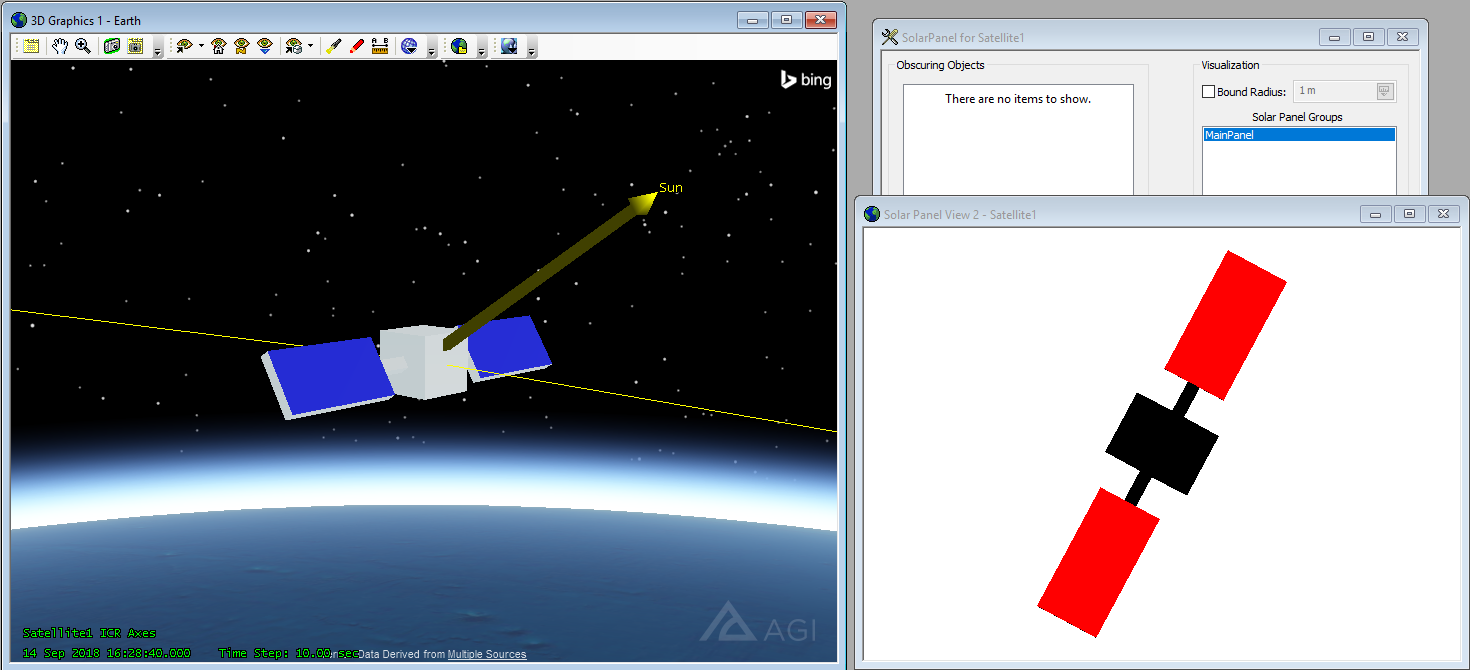 3D Graphics 1 - Earth
bing
Sun
Satellite1 ICR Axes
14 Sep 2018 16:28:40.000 Time Step: 10.00 sec
Data Derived from Multiple Sources
AGI
SolarPanel for Satellite1
Obscuring Objects
There are no items to show.
Visualization
Bound Radius: 1 m
Solar Panel Groups
MainPanel
Solar Panel View 2 - Satellite1